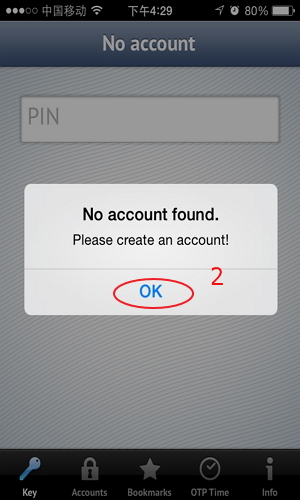 中国移动 下午4:29 80%
No account
PIN
No account found.
Please create an account!
OK
2
Key Accounts Bookmarks OTP Time Info